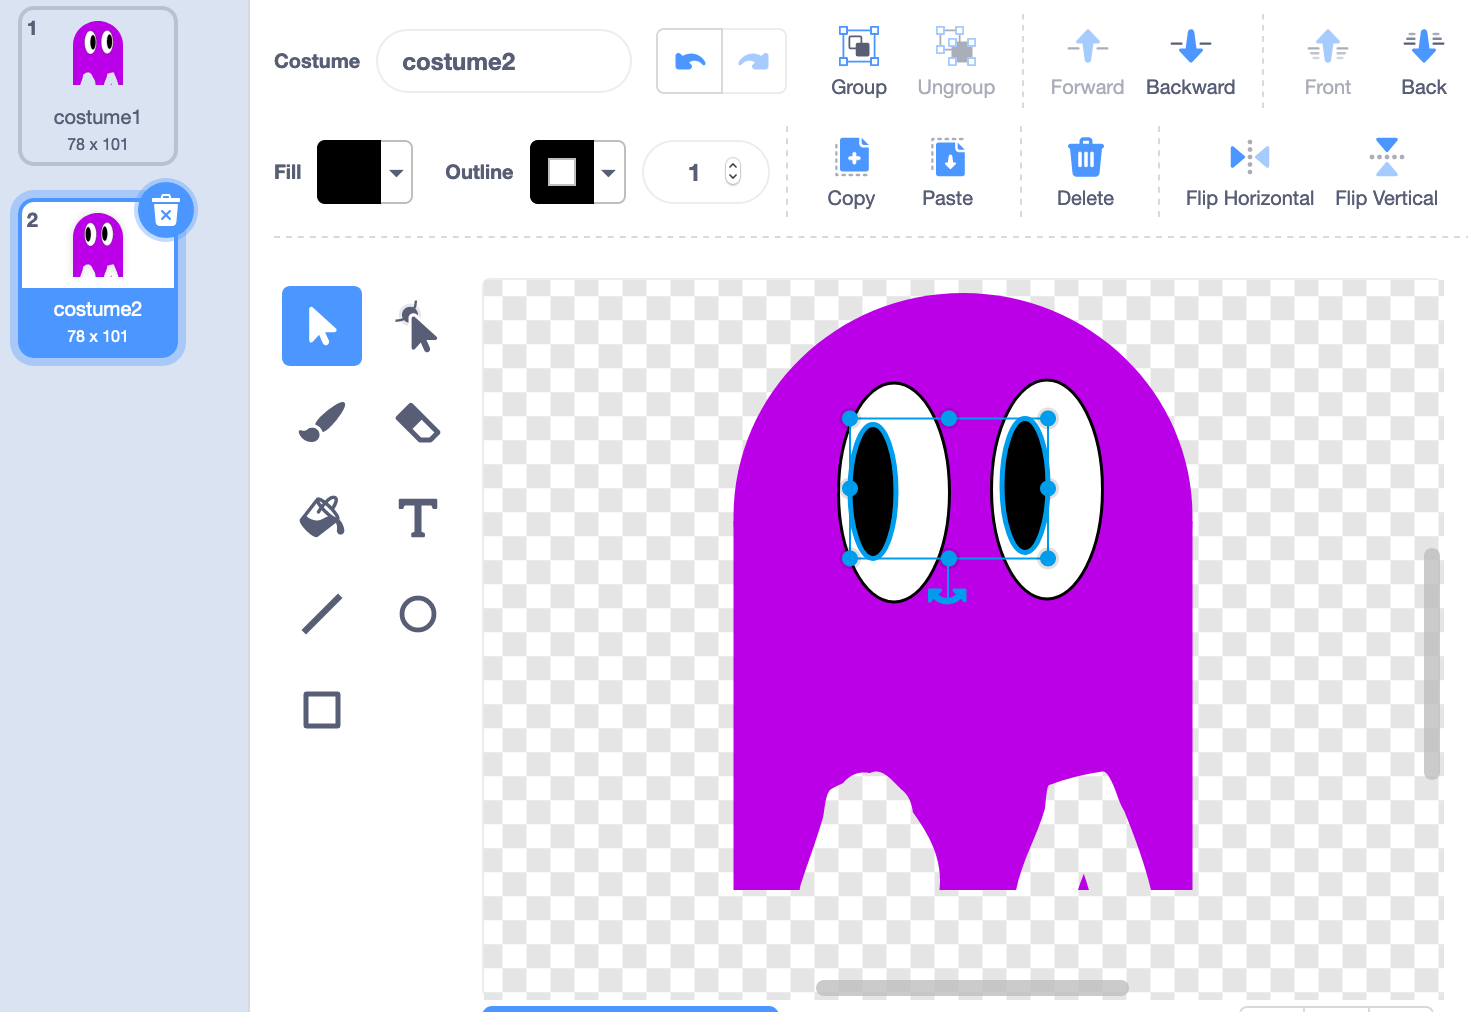 1
costume1
78 x 101
2
costume2
78 x 101
Costume
costume2
Group
Ungroup
Forward
Backward
Front
Back
Fill
Outline
1
Copy
Paste
Delete
Flip Horizontal
Flip Vertical
T